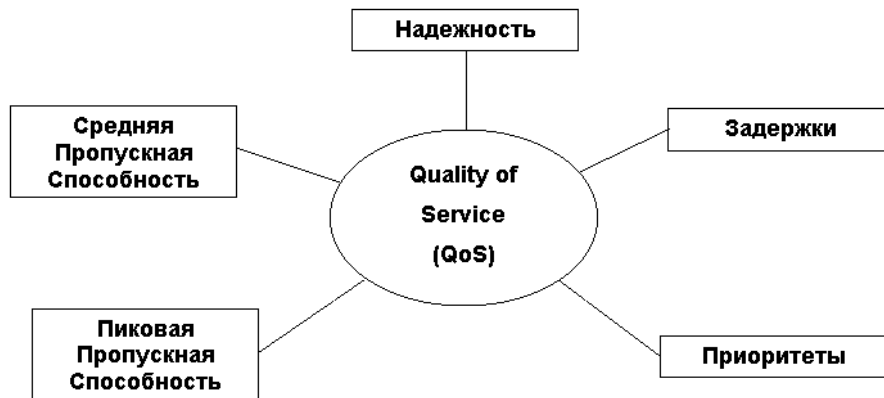 Надежность
Средняя
Пропускная
Способность
Задержки
Quality of
Service
(QoS)
Пиковая
Пропускная
Способность
Приоритеты